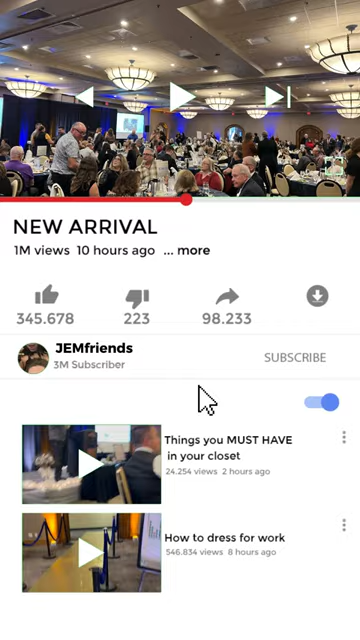 NEW ARRIVAL
1M views 10 hours ago ... more
345.678 223 98.233
JEMfriends
3M Subscriber
SUBSCRIBE
Things you MUST HAVE
in your closet
24.254 views 2 hours ago
How to dress for work
546.834 views 8 hours ago